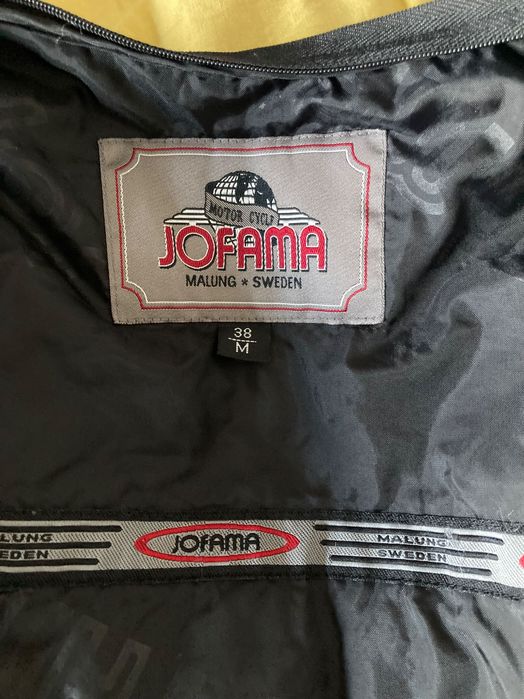 MOTOR CYCLE
JOFAMA
MALUNG * SWEDEN
38
M
MALUNG
SWEDEN
JOFAMA
MALUNG
SWEDEN